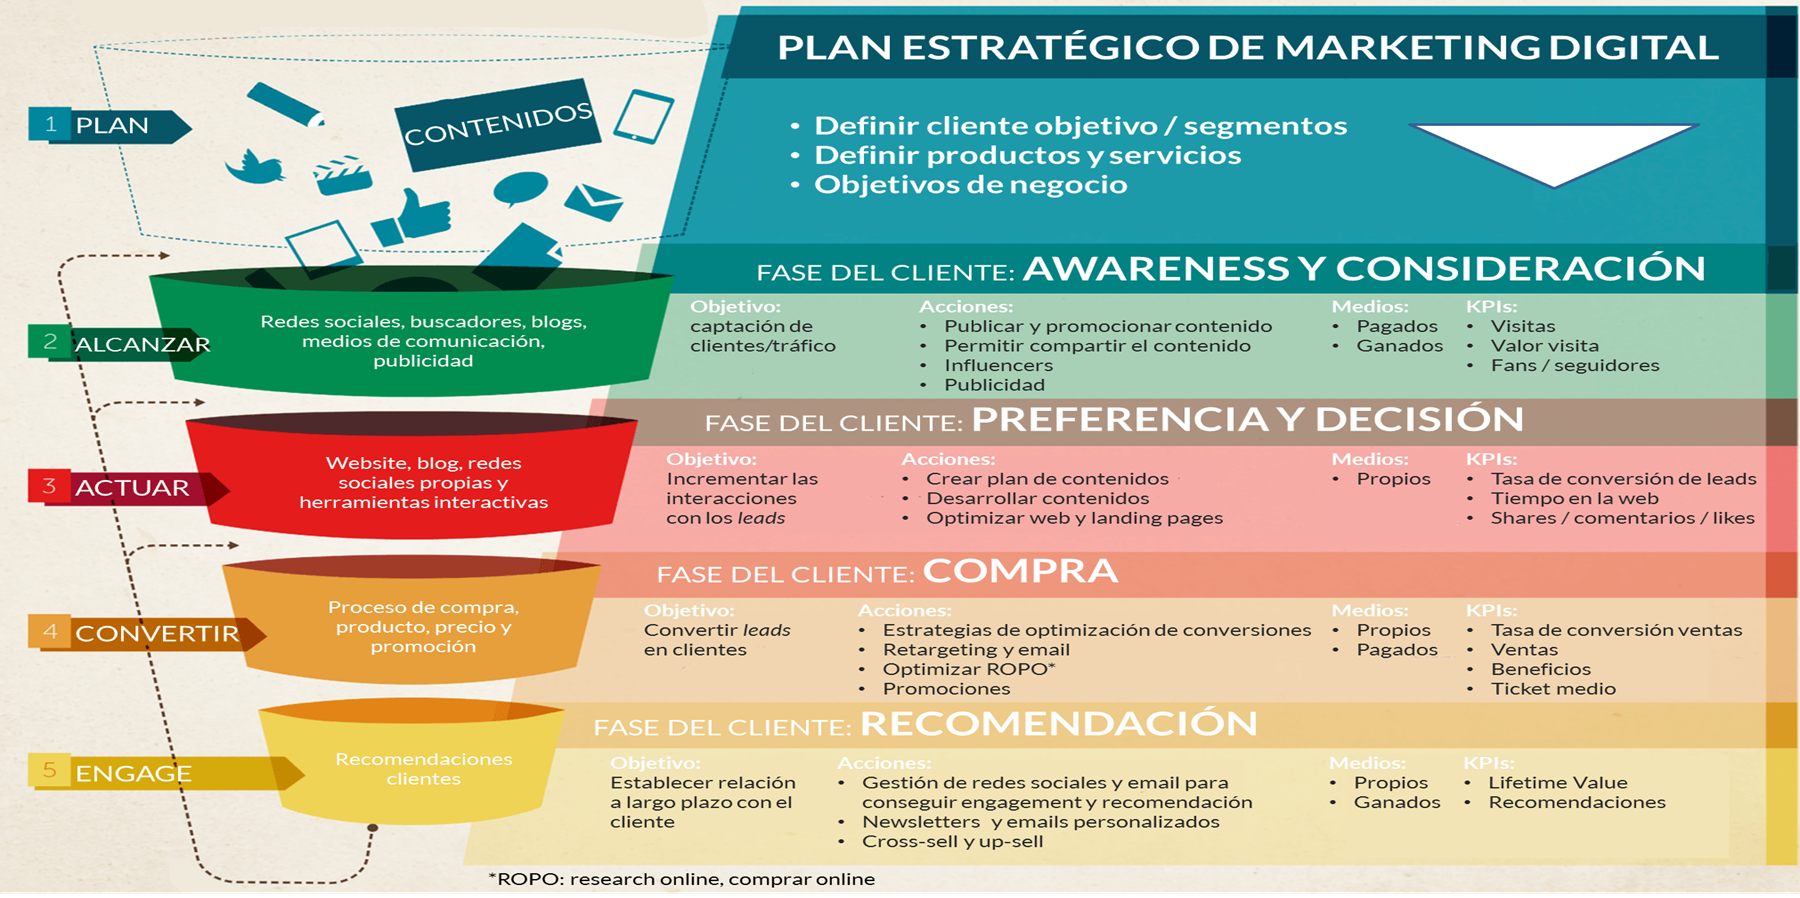 PLAN ESTRATÉGICO DE MARKETING DIGITAL
1 PLAN
CONTENIDOS
• Definir cliente objetivo / segmentos
• Definir productos y servicios
• Objetivos de negocio
2 ALCANZAR
Redes sociales, buscadores, blogs,
medios de comunicación,
publicidad
FASE DEL CLIENTE: AWARENESS Y CONSIDERACIÓN
Objetivo:
captación de
clientes/tráfico
Acciones:
• Publicar y promocionar contenido
• Permitir compartir el contenido
• Influencers
• Publicidad
Medios:
• Pagados
• Ganados
KPIs:
• Visitas
• Valor visita
• Fans / seguidores
3 ACTUAR
Website, blog, redes
sociales propias y
herramientas interactivas
FASE DEL CLIENTE: PREFERENCIA Y DECISIÓN
Objetivo:
Incrementar las
interacciones
con los leads
Acciones:
• Crear plan de contenidos
• Desarrollar contenidos
• Optimizar web y landing pages
Medios:
• Propios
KPIs:
• Tasa de conversión de leads
• Tiempo en la web
• Shares / comentarios / likes
4 CONVERTIR
Proceso de compra,
producto, precio y
promoción
FASE DEL CLIENTE: COMPRA
Objetivo:
Convertir leads
en clientes
Acciones:
• Estrategias de optimización de conversiones
• Retargeting y email
• Optimizar ROPO*
• Promociones
Medios:
• Propios
• Pagados
KPIs:
• Tasa de conversión ventas
• Ventas
• Beneficios
• Ticket medio
5 ENGAGE
Recomendaciones
clientes
FASE DEL CLIENTE: RECOMENDACIÓN
Objetivo:
Establecer relación
a largo plazo con el
cliente
Acciones:
• Gestión de redes sociales y email para
conseguir engagement y recomendación
• Newsletters y emails personalizados
• Cross-sell y up-sell
Medios:
• Propios
• Ganados
KPIs:
• Lifetime Value
• Recomendaciones
*ROPO: research online, comprar online